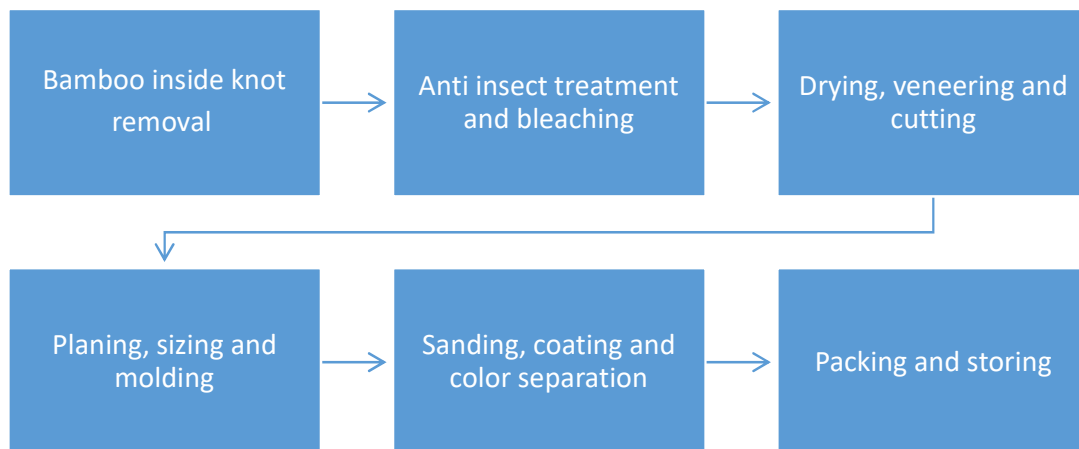 Bamboo inside knot
removal
Anti insect treatment
and bleaching
Drying, veneering and
cutting
Planing, sizing and
molding
Sanding, coating and
color separation
Packing and storing